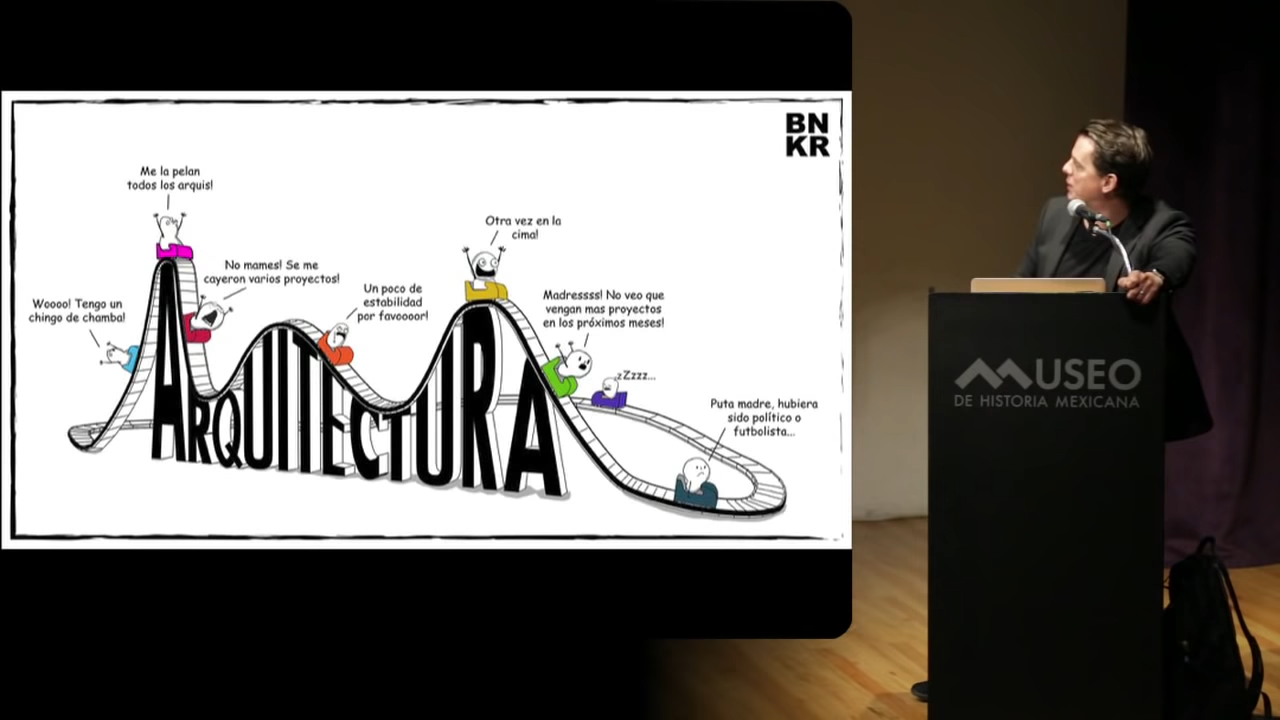 BN
KR
Me la pelan
todos los arquis!
Otra vez en la
cima!
No mames! Se me
cayeron varios proyectos!
Un poco de
estabilidad
por favoooor!
Madressss! No veo que
vengan mas proyectos
en los próximos meses!
Woooo! Tengo un
chingo de chamba!
zZzzz...
Puta madre, hubiera
sido político o
futbolista...
ARQUITECTURA
MUSEO
DE HISTORIA MEXICANA